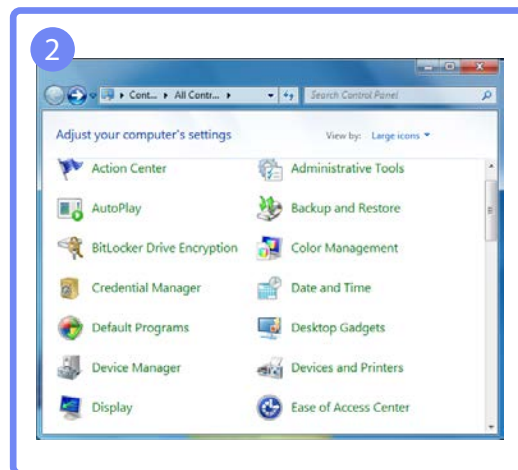 2
Cont... All Contr...
Search Control Panel
Adjust your computer's settings View by: Large icons
Action Center Administrative Tools
AutoPlay Backup and Restore
BitLocker Drive Encryption Color Management
Credential Manager Date and Time
Default Programs Desktop Gadgets
Device Manager Devices and Printers
Display Ease of Access Center